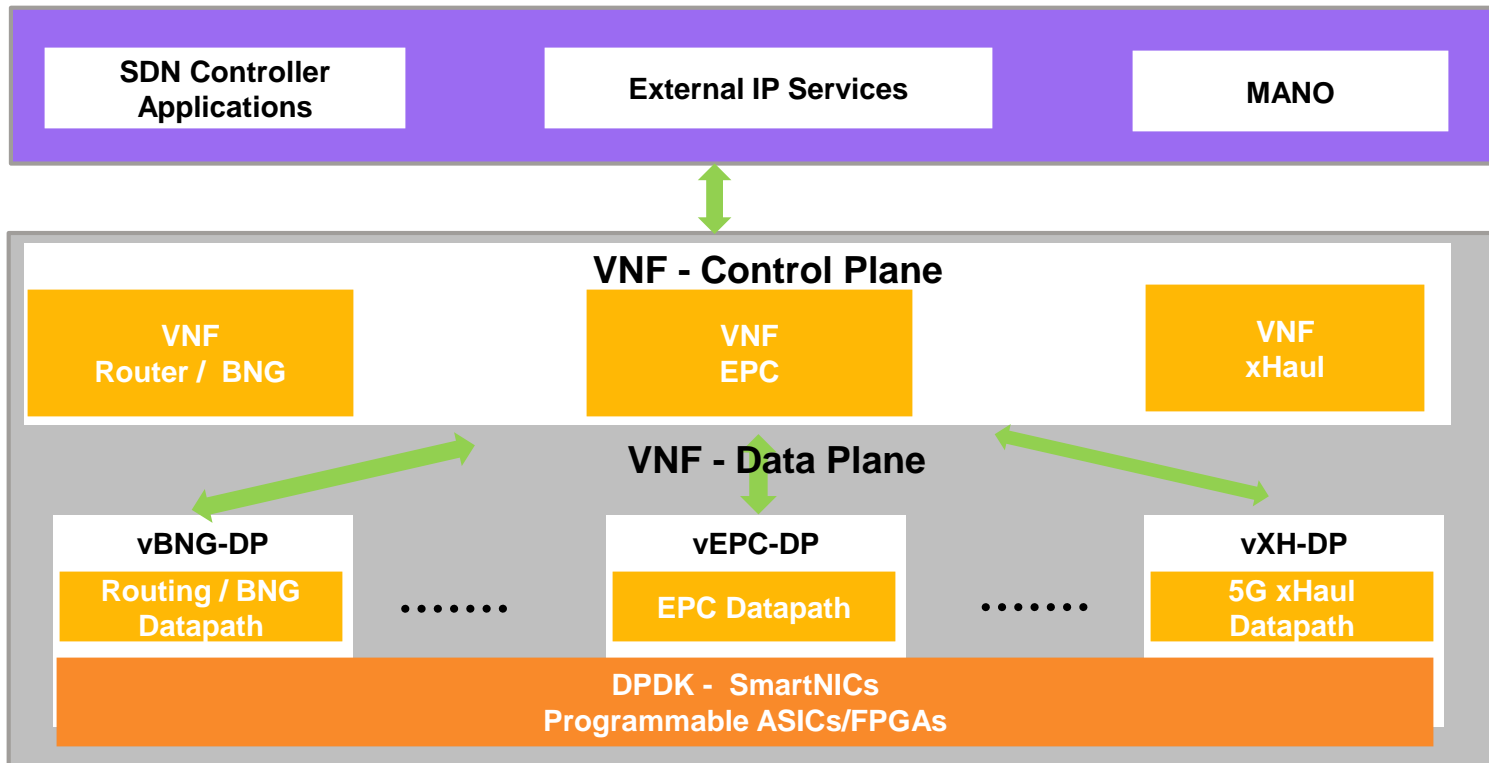 SDN Controller
Applications
External IP Services
MANO
VNF - Control Plane
VNF
Router / BNG
VNF
EPC
VNF
xHaul
VNF - Data Plane
vBNG-DP
Routing / BNG
Datapath
.......
vEPC-DP
EPC Datapath
.......
vXH-DP
5G xHaul
Datapath
DPDK - SmartNICs
Programmable ASICs/FPGAs